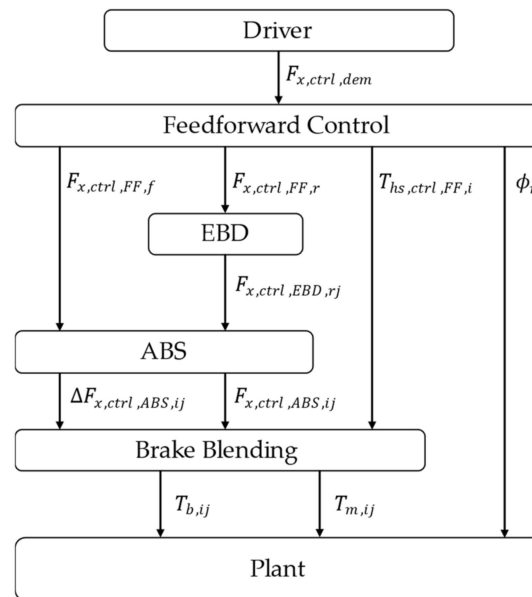 Driver
F_{x,ctrl,dem}
Feedforward Control
F_{x,ctrl,FF,f}
F_{x,ctrl,FF,r}
T_{hs,ctrl,FF,i}
EBD
F_{x,ctrl,EBD,rj}
ABS
ΔF_{x,ctrl,ABS,ij}
F_{x,ctrl,ABS,ij}
Brake Blending
T_{b,ij}
T_{m,ij}
Plant